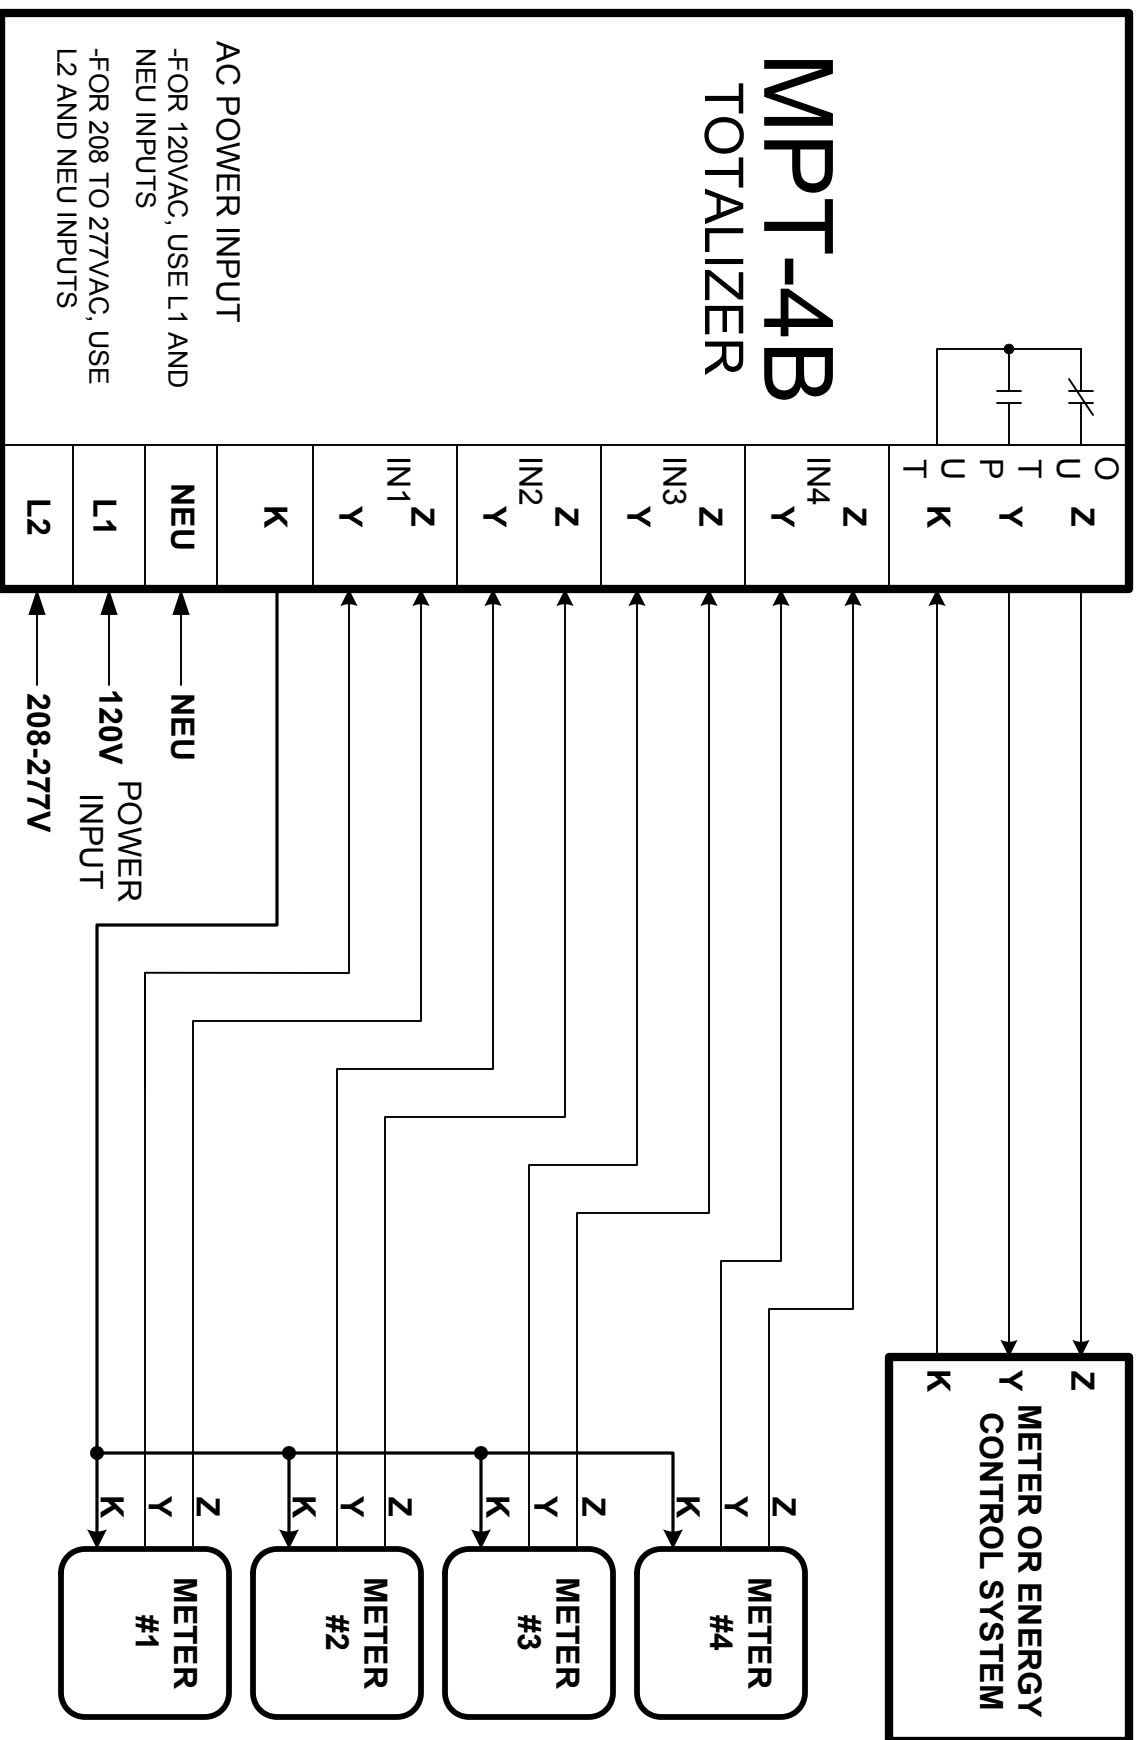 MPT-4B
TOTALIZER
AC POWER INPUT
-FOR 120VAC, USE L1 AND
NEU INPUTS
-FOR 208 TO 277VAC, USE
L2 AND NEU INPUTS
OUTPUT
Z
Y
K
IN4
Z
Y
IN3
Z
Y
IN2
Z
Y
IN1
Z
Y
K
NEU
L1
L2
NEU
120V
208-277V
POWER
INPUT
Z
Y
K
METER OR ENERGY
CONTROL SYSTEM
Z
Y
K
METER
#4
Z
Y
K
METER
#3
Z
Y
K
METER
#2
Z
Y
K
METER
#1